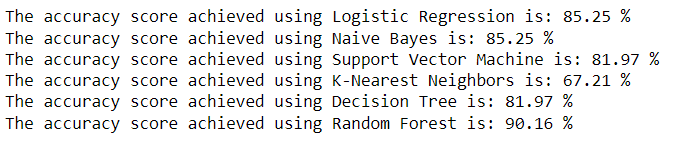 The accuracy score achieved using Logistic Regression is: 85.25 %
The accuracy score achieved using Naive Bayes is: 85.25 %
The accuracy score achieved using Support Vector Machine is: 81.97 %
The accuracy score achieved using K-Nearest Neighbors is: 67.21 %
The accuracy score achieved using Decision Tree is: 81.97 %
The accuracy score achieved using Random Forest is: 90.16 %